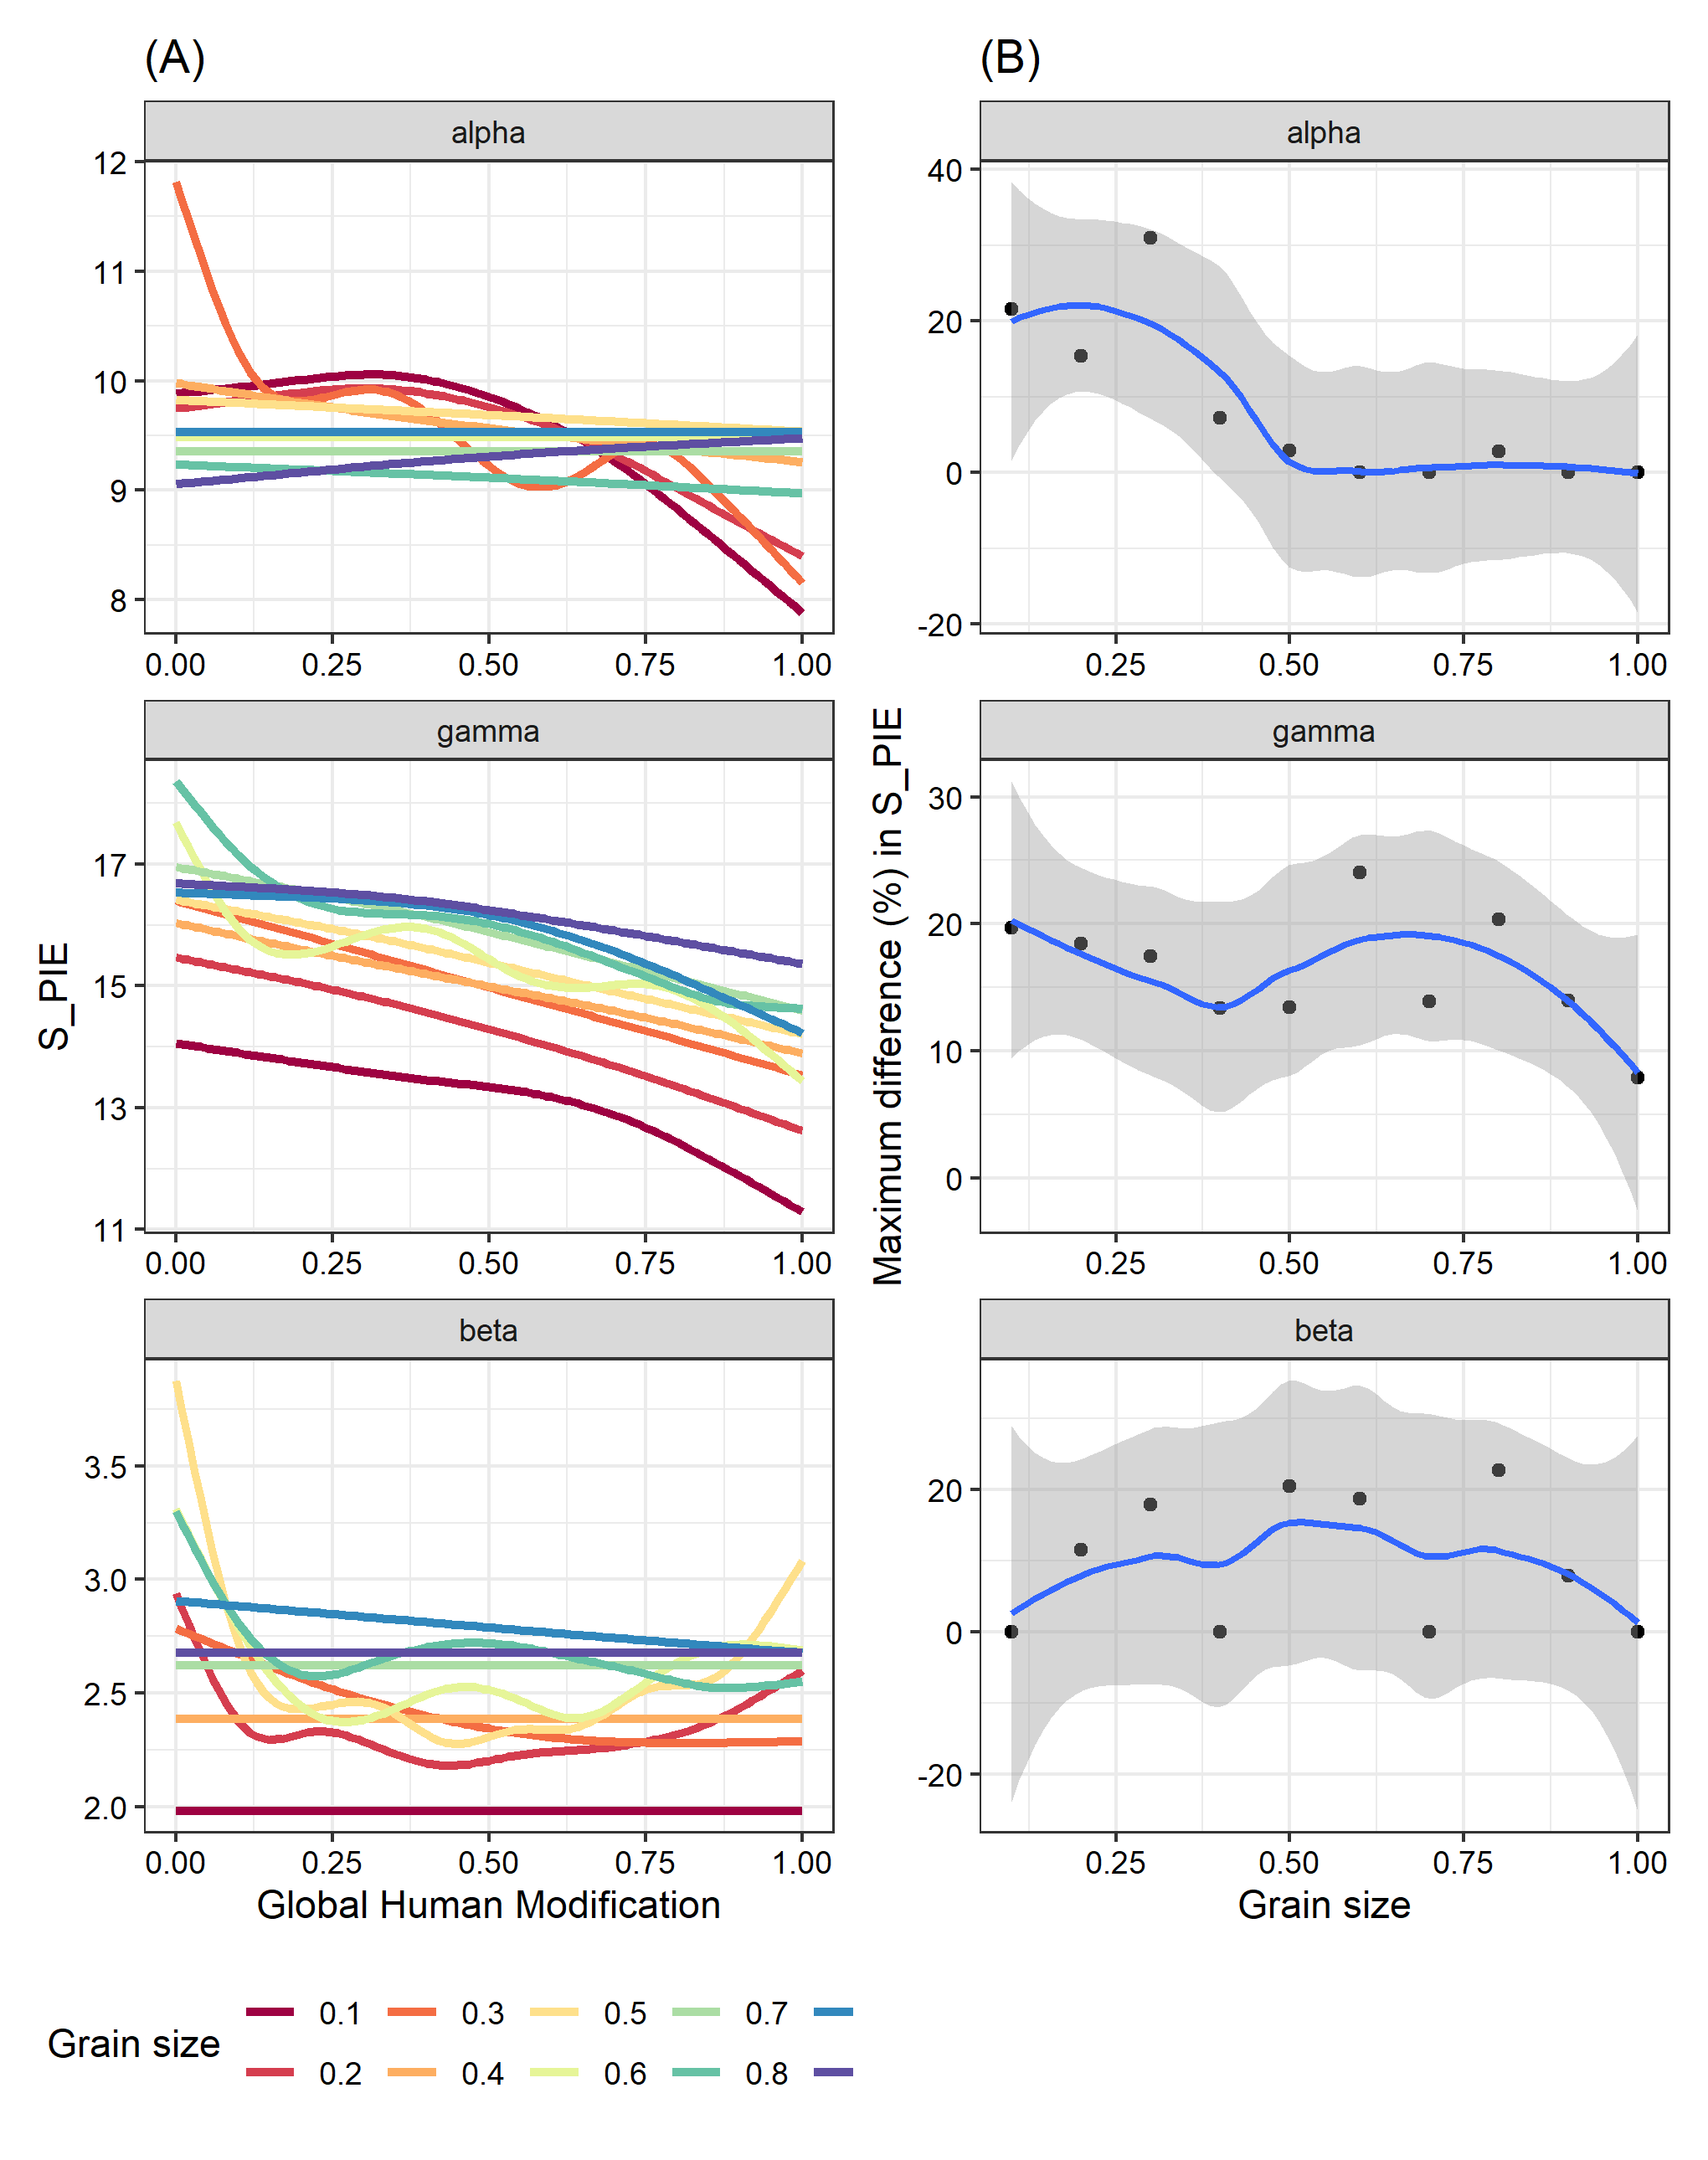 (A)
(B)
alpha
alpha
12
11
10
9
8
0.00 0.25 0.50 0.75 1.00
40
20
0
-20
0.25 0.50 0.75 1.00
gamma
gamma
17
15
13
11
0.00 0.25 0.50 0.75 1.00
30
20
10
0
0.25 0.50 0.75 1.00
S_PIE
Maximum difference (%) in S_PIE
beta
beta
3.5
3.0
2.5
2.0
0.00 0.25 0.50 0.75 1.00
20
0
-20
0.25 0.50 0.75 1.00
Global Human Modification
Grain size
Grain size
0.1 0.3 0.5 0.7
0.2 0.4 0.6 0.8